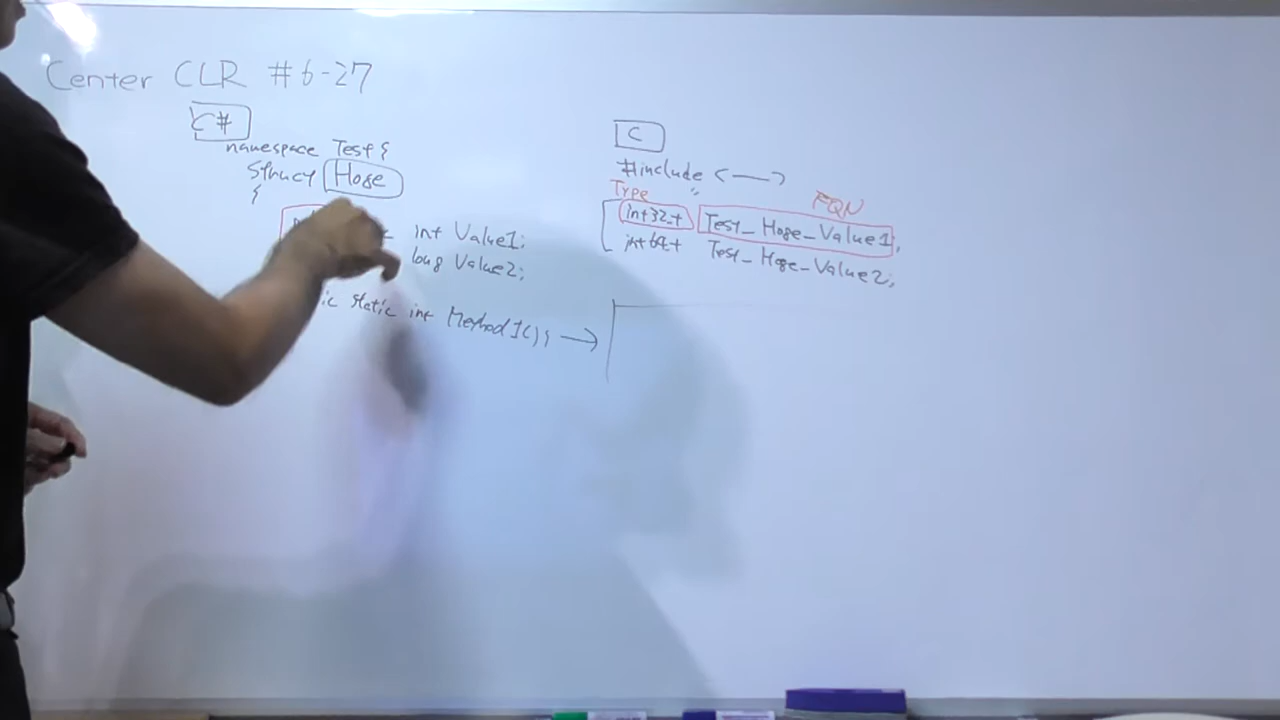 Center CLR #6-27
C#
namespace Test {
struct Hoge
{
int Value1;
long Value2;
static int Method1() {
C
#include < >
Type
FQN
int32_t Test_Hoge_Value1;
int64_t Test_Hoge_Value2;